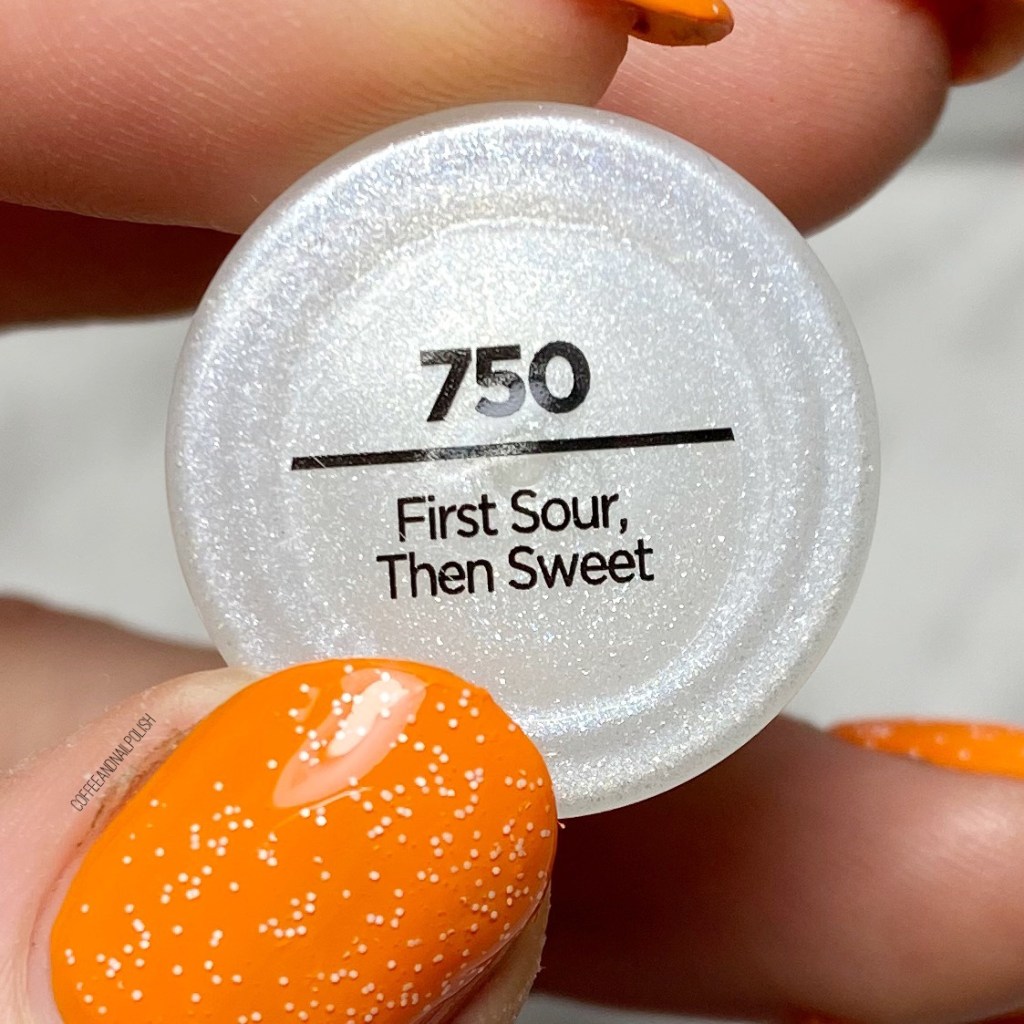 750
First Sour,
Then Sweet
COFFEEANDNAILPOLISH